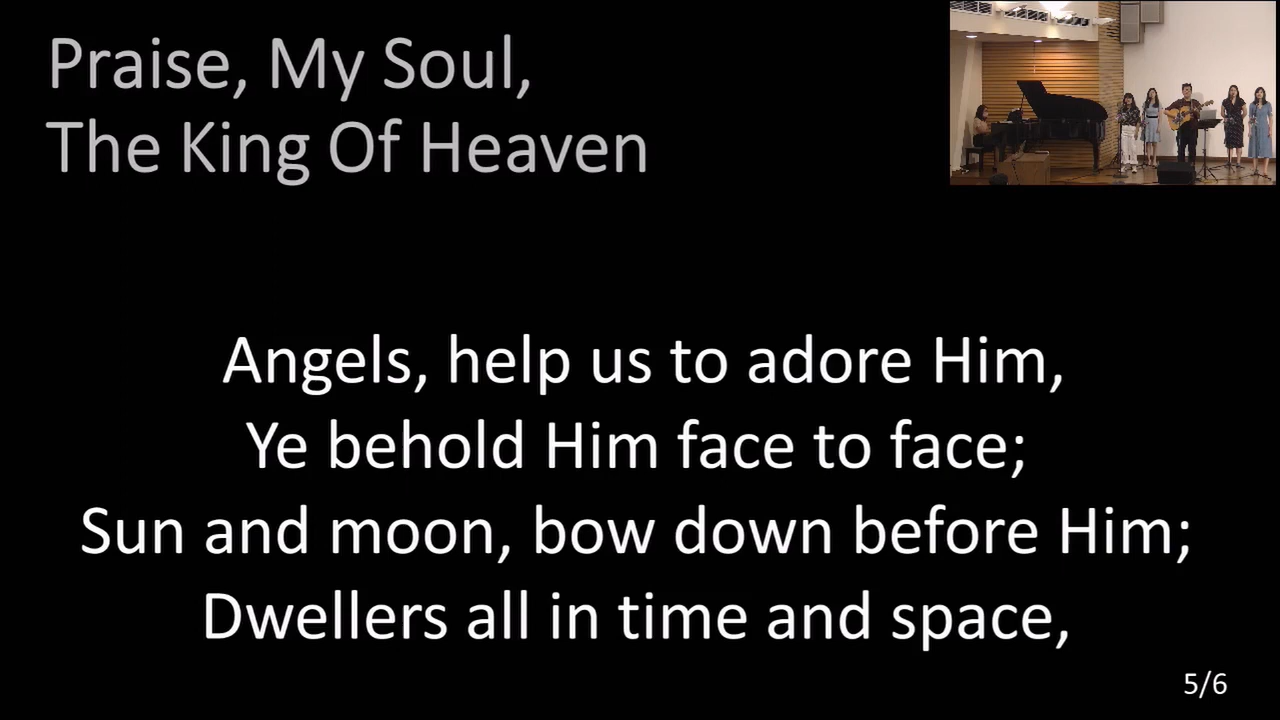 Praise, My Soul,
The King Of Heaven
Angels, help us to adore Him,
Ye behold Him face to face;
Sun and moon, bow down before Him;
Dwellers all in time and space,
5/6